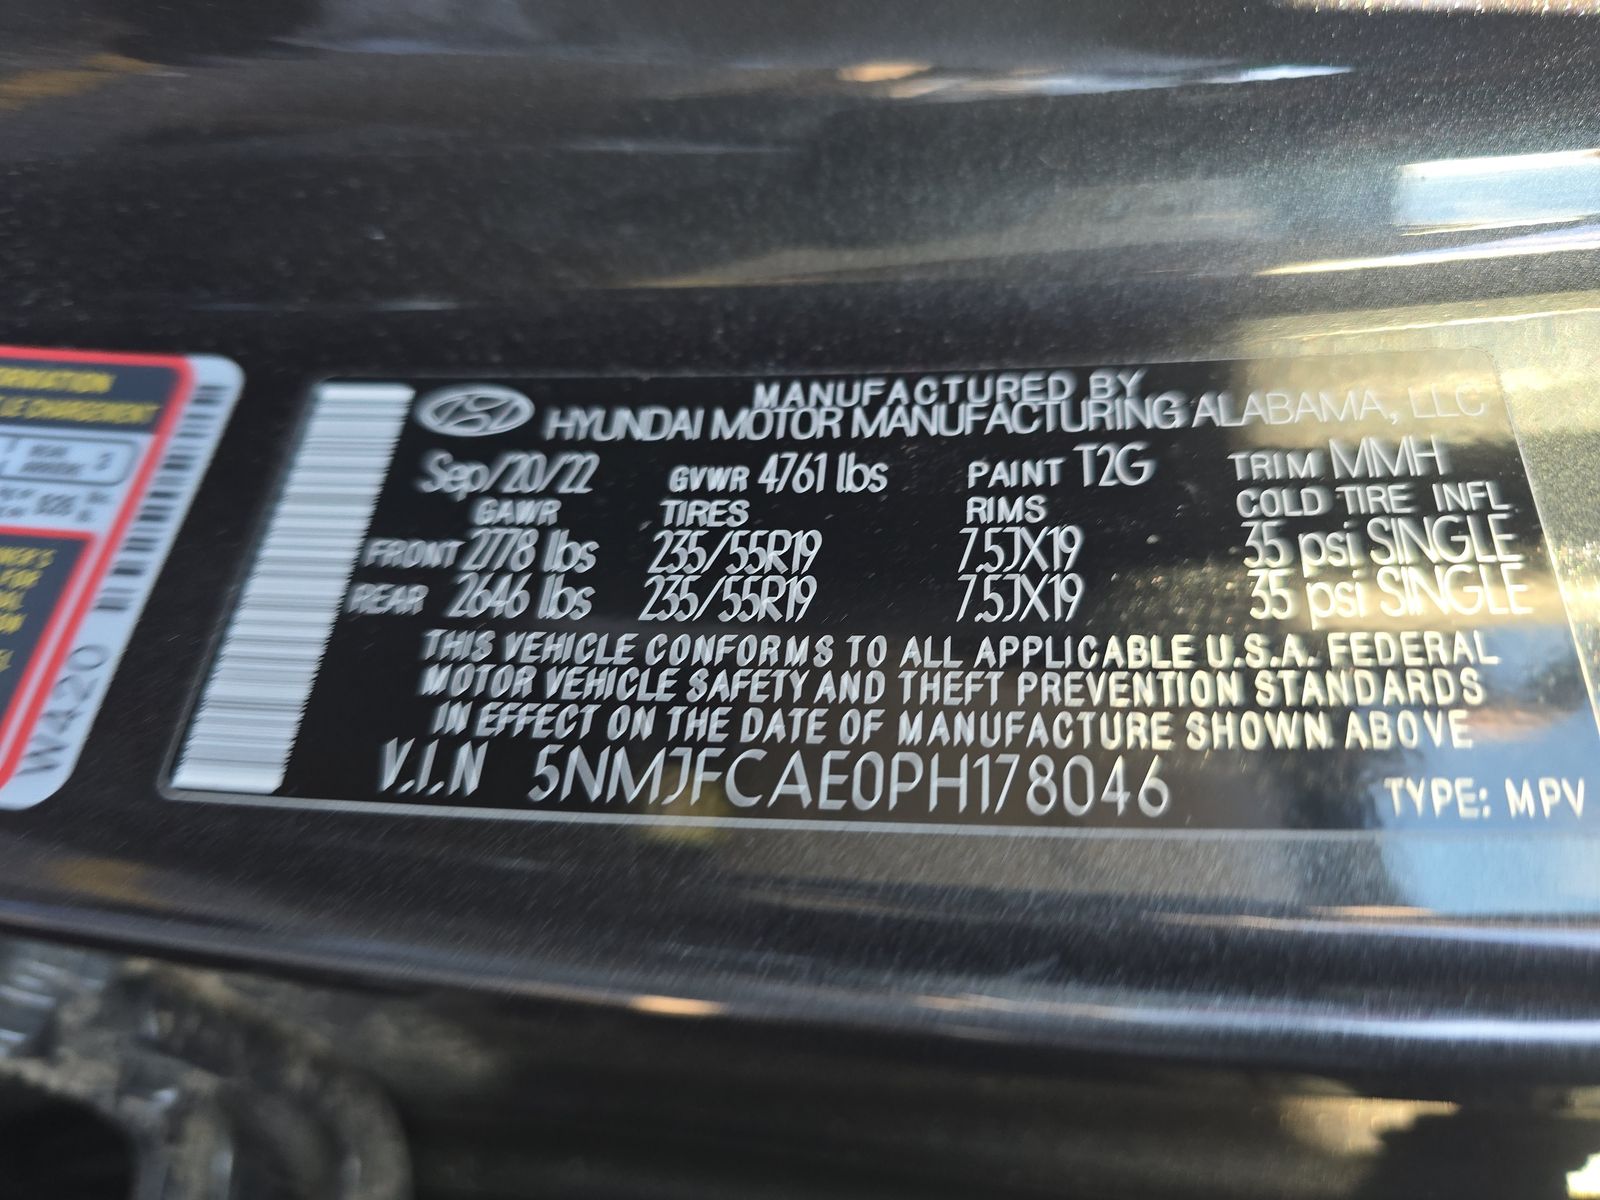 MANUFACTURED BY
HYUNDAI MOTOR MANUFACTURING ALABAMA, LLC
Sep/20/22 GVWR 4761 lbs PAINT T2G TRIM MMH
GAWR TIRES RIMS COLD TIRE INFL
FRONT 2778 lbs 235/55R19 7.5JX19 35 psi SINGLE
REAR 2646 lbs 235/55R19 7.5JX19 35 psi SINGLE
THIS VEHICLE CONFORMS TO ALL APPLICABLE U.S.A. FEDERAL
MOTOR VEHICLE SAFETY AND THEFT PREVENTION STANDARDS
IN EFFECT ON THE DATE OF MANUFACTURE SHOWN ABOVE
V.I.N 5NMJFCAE0PH178046 TYPE: MPV
W420